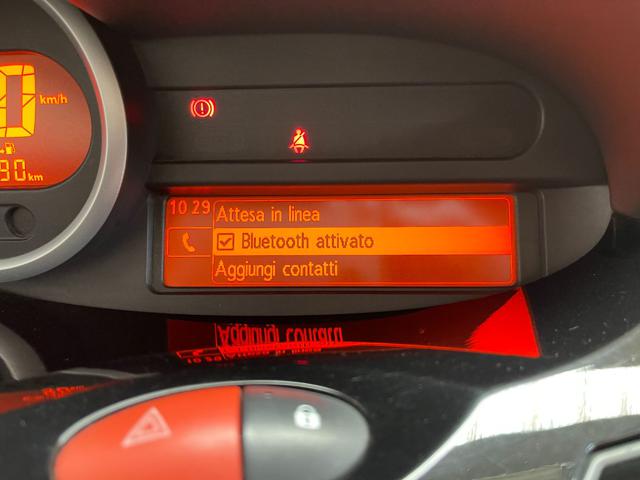 km/h
90 km
10 29
Attesa in linea
Bluetooth attivato
Aggiungi contatti